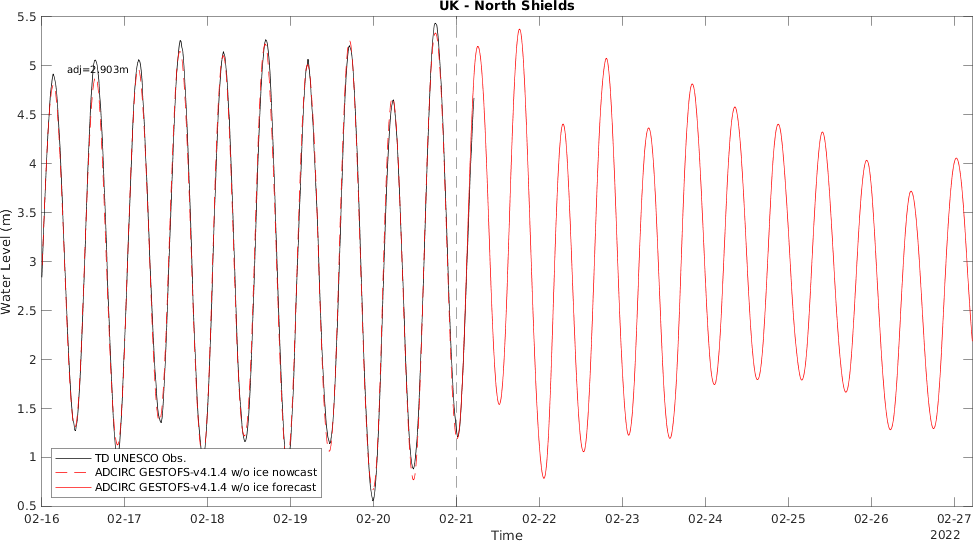 UK - North Shields
5.5
5
4.5
4
3.5
3
2.5
2
1.5
1
0.5
Water Level (m)
adj=2.903m
TD UNESCO Obs.
ADCIRC GESTOFS-v4.1.4 w/o ice nowcast
ADCIRC GESTOFS-v4.1.4 w/o ice forecast
02-16 02-17 02-18 02-19 02-20 02-21 02-22 02-23 02-24 02-25 02-26 02-27
2022
Time